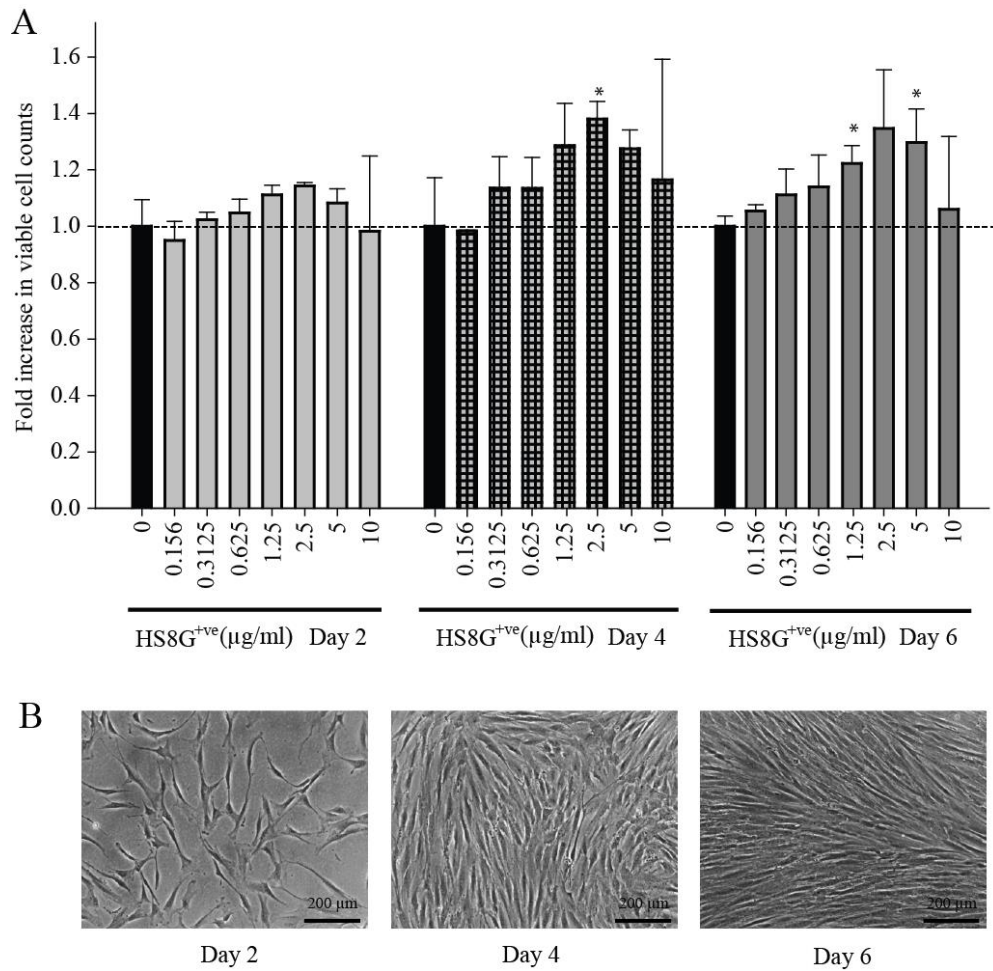 A
Fold increase in viable cell counts
1.6
1.4
1.2
1.0
0.8
0.6
0.4
0.2
0.0
*
*
*
0 0.156 0.3125 0.625 1.25 2.5 5 10
0 0.156 0.3125 0.625 1.25 2.5 5 10
0 0.156 0.3125 0.625 1.25 2.5 5 10
HS8G+ve(µg/ml) Day 2
HS8G+ve(µg/ml) Day 4
HS8G+ve(µg/ml) Day 6
B
200 µm
200 µm
200 µm
Day 2
Day 4
Day 6